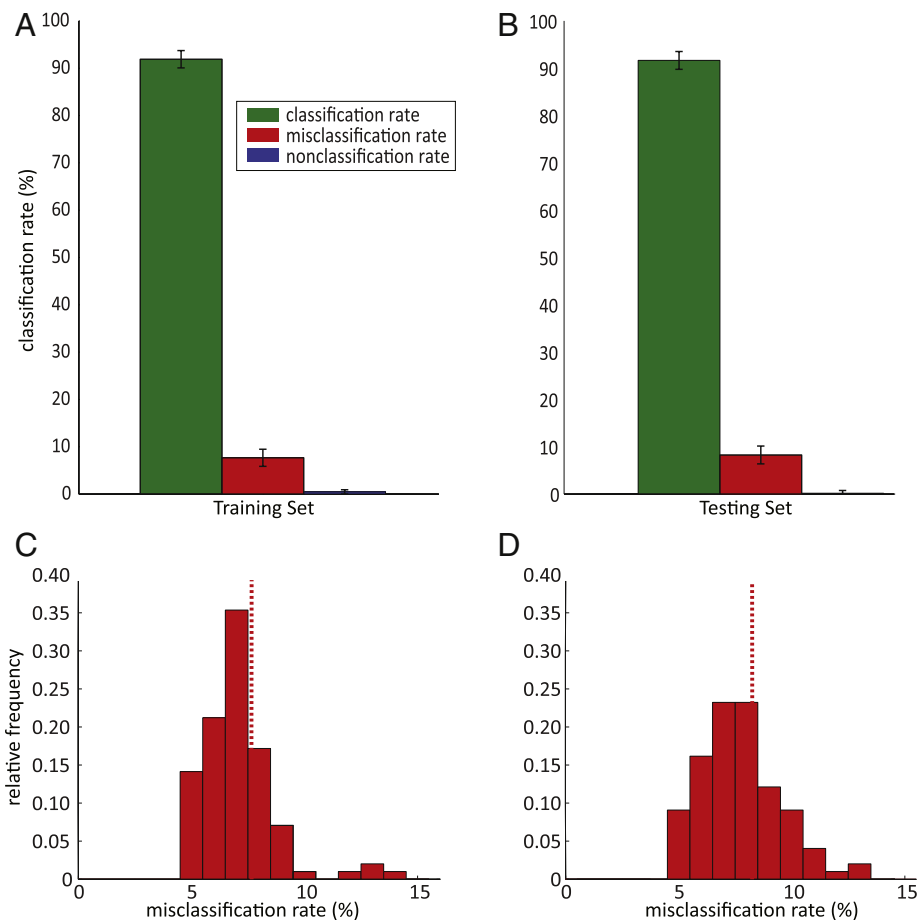 A
100
90
80
70
60
50
40
30
20
10
0
classification rate (%)
classification rate
misclassification rate
nonclassification rate
Training Set
B
100
90
80
70
60
50
40
30
20
10
0
Testing Set
C
0.40
0.35
0.30
0.25
0.20
0.15
0.10
0.05
0
relative frequency
0 5 10 15
misclassification rate (%)
D
0.40
0.35
0.30
0.25
0.20
0.15
0.10
0.05
0
0 5 10 15
misclassification rate (%)